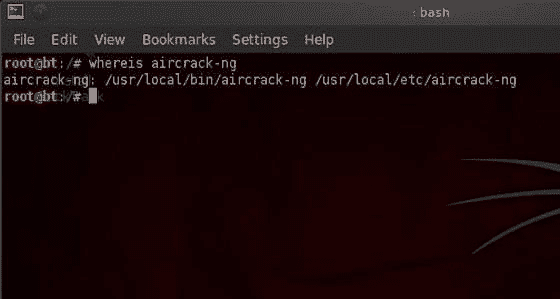 : bash
File Edit View Bookmarks Settings Help
root@bt:/# whereis aircrack-ng
aircrack-ng: /usr/local/bin/aircrack-ng /usr/local/etc/aircrack-ng
root@bt:/#